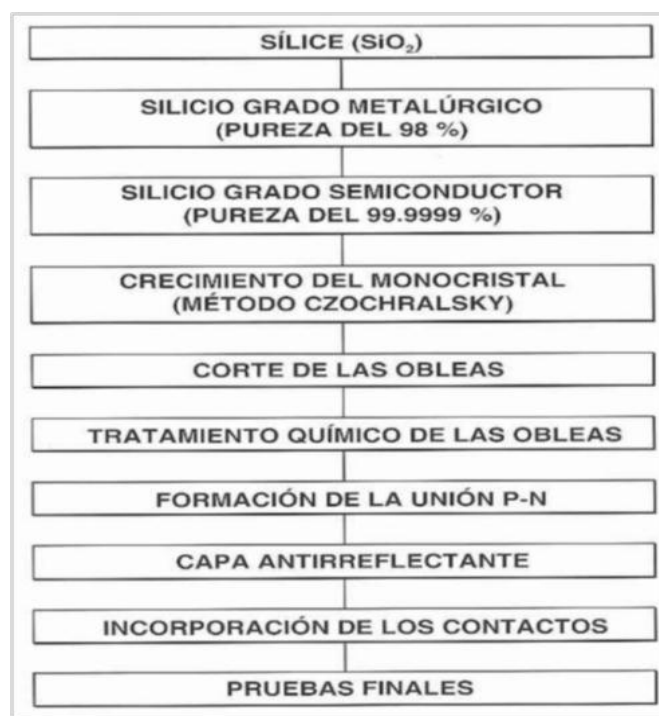 SÍLICE (SiO₂)
SILICIO GRADO METALÚRGICO
(PUREZA DEL 98 %)
SILICIO GRADO SEMICONDUCTOR
(PUREZA DEL 99.9999 %)
CRECIMIENTO DEL MONOCRISTAL
(MÉTODO CZOCHRALSKY)
CORTE DE LAS OBLEAS
TRATAMIENTO QUÍMICO DE LAS OBLEAS
FORMACIÓN DE LA UNIÓN P-N
CAPA ANTIRREFLECTANTE
INCORPORACIÓN DE LOS CONTACTOS
PRUEBAS FINALES